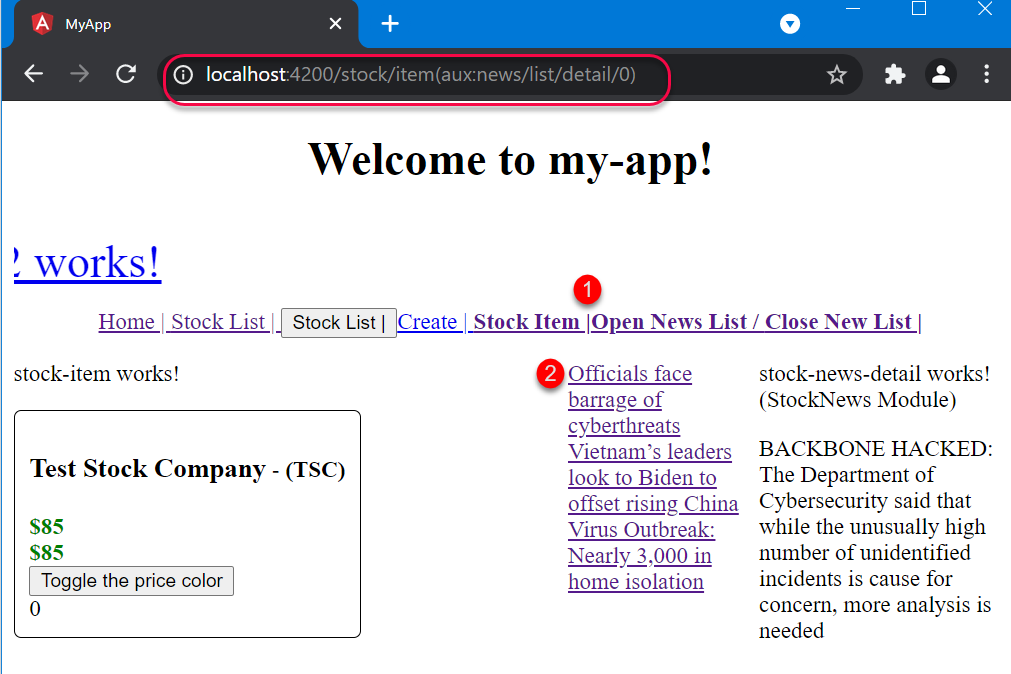 MyApp
localhost:4200/stock/item(aux:news/list/detail/0)
Welcome to my-app!
works!
1
Home | Stock List | Stock List | Create | Stock Item |Open News List / Close New List |
stock-item works!
Test Stock Company - (TSC)
$85
$85
Toggle the price color
0
2
Officials face
barrage of
cyberthreats
Vietnam’s leaders
look to Biden to
offset rising China
Virus Outbreak:
Nearly 3,000 in
home isolation
stock-news-detail works!
(StockNews Module)
BACKBONE HACKED:
The Department of
Cybersecurity said that
while the unusually high
number of unidentified
incidents is cause for
concern, more analysis is
needed